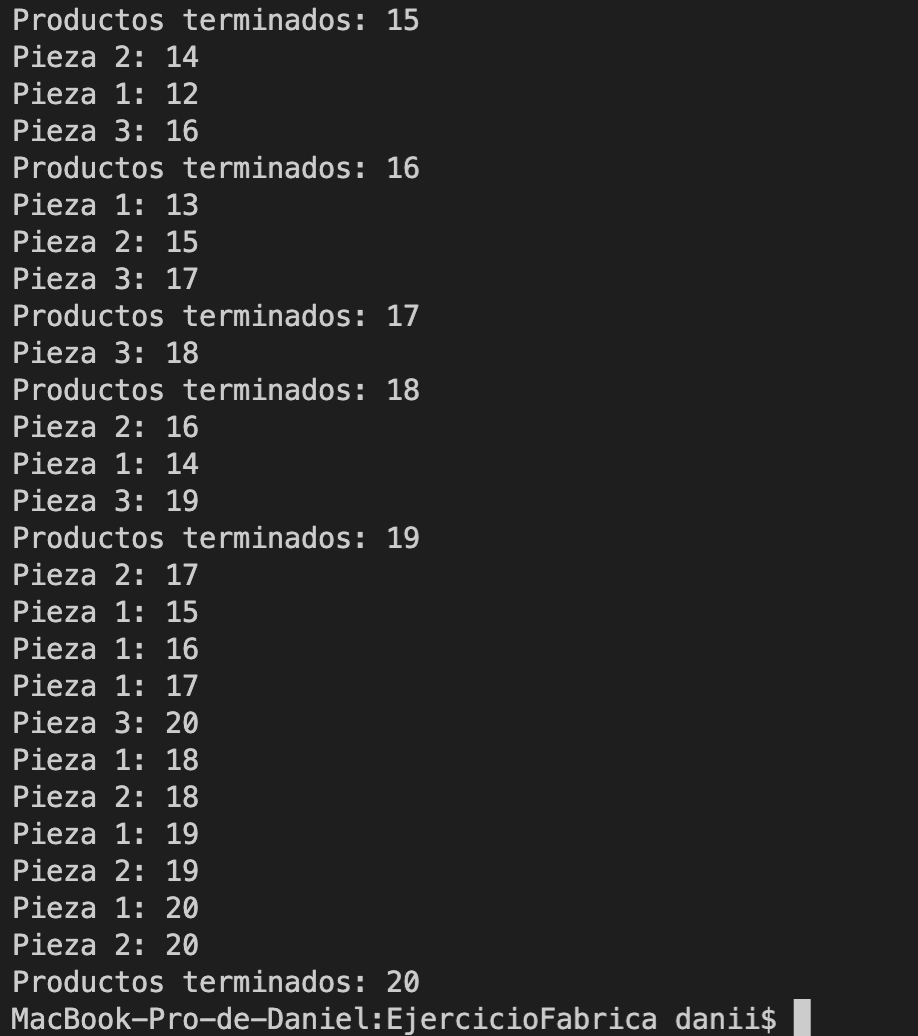 Productos terminados: 15
Pieza 2: 14
Pieza 1: 12
Pieza 3: 16
Productos terminados: 16
Pieza 1: 13
Pieza 2: 15
Pieza 3: 17
Productos terminados: 17
Pieza 3: 18
Productos terminados: 18
Pieza 2: 16
Pieza 1: 14
Pieza 3: 19
Productos terminados: 19
Pieza 2: 17
Pieza 1: 15
Pieza 1: 16
Pieza 1: 17
Pieza 3: 20
Pieza 1: 18
Pieza 2: 18
Pieza 1: 19
Pieza 2: 19
Pieza 1: 20
Pieza 2: 20
Productos terminados: 20
MacBook-Pro-de-Daniel:EjercicioFabrica danii$